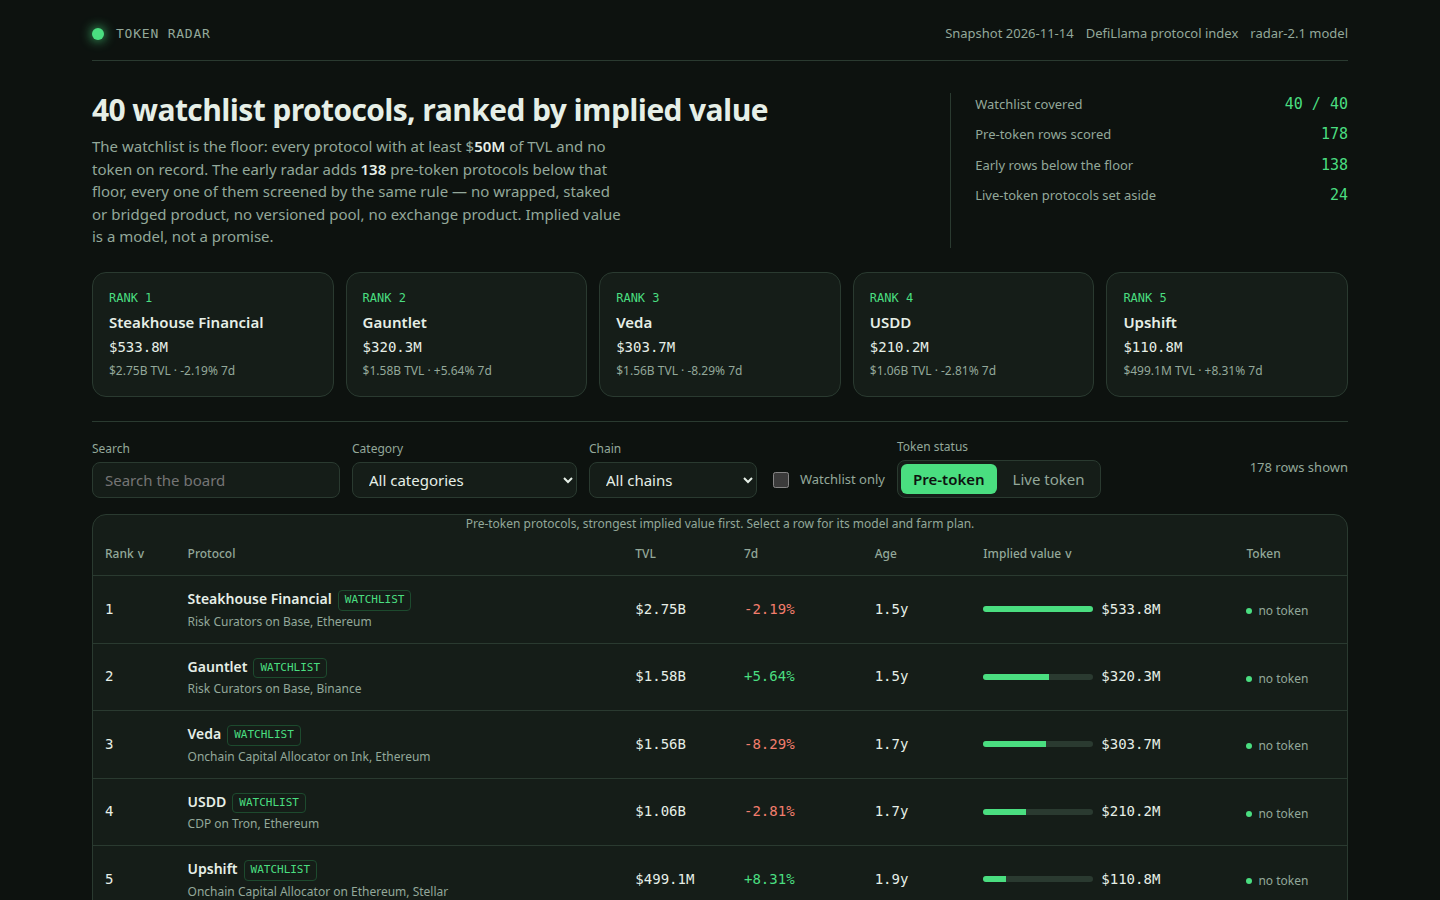 TOKEN RADAR
Snapshot 2026-11-14 DefiLlama protocol index radar-2.1 model
40 watchlist protocols, ranked by implied value
The watchlist is the floor: every protocol with at least $50M of TVL and no
token on record. The early radar adds 138 pre-token protocols below that
floor, every one of them screened by the same rule — no wrapped, staked
or bridged product, no versioned pool, no exchange product. Implied value
is a model, not a promise.
Watchlist covered 40 / 40
Pre-token rows scored 178
Early rows below the floor 138
Live-token protocols set aside 24
RANK 1
Steakhouse Financial
$533.8M
$2.75B TVL · -2.19% 7d
RANK 2
Gauntlet
$320.3M
$1.58B TVL · +5.64% 7d
RANK 3
Veda
$303.7M
$1.56B TVL · -8.29% 7d
RANK 4
USDD
$210.2M
$1.06B TVL · -2.81% 7d
RANK 5
Upshift
$110.8M
$499.1M TVL · +8.31% 7d
Search
Search the board
Category
All categories
Chain
All chains
Watchlist only
Token status
Pre-token Live token
178 rows shown
Pre-token protocols, strongest implied value first. Select a row for its model and farm plan.
Rank v Protocol TVL 7d Age Implied value v Token
1 Steakhouse Financial WATCHLIST $2.75B -2.19% 1.5y $533.8M no token
Risk Curators on Base, Ethereum
2 Gauntlet WATCHLIST $1.58B +5.64% 1.5y $320.3M no token
Risk Curators on Base, Binance
3 Veda WATCHLIST $1.56B -8.29% 1.7y $303.7M no token
Onchain Capital Allocator on Ink, Ethereum
4 USDD WATCHLIST $1.06B -2.81% 1.7y $210.2M no token
CDP on Tron, Ethereum
5 Upshift WATCHLIST $499.1M +8.31% 1.9y $110.8M no token
Onchain Capital Allocator on Ethereum, Stellar